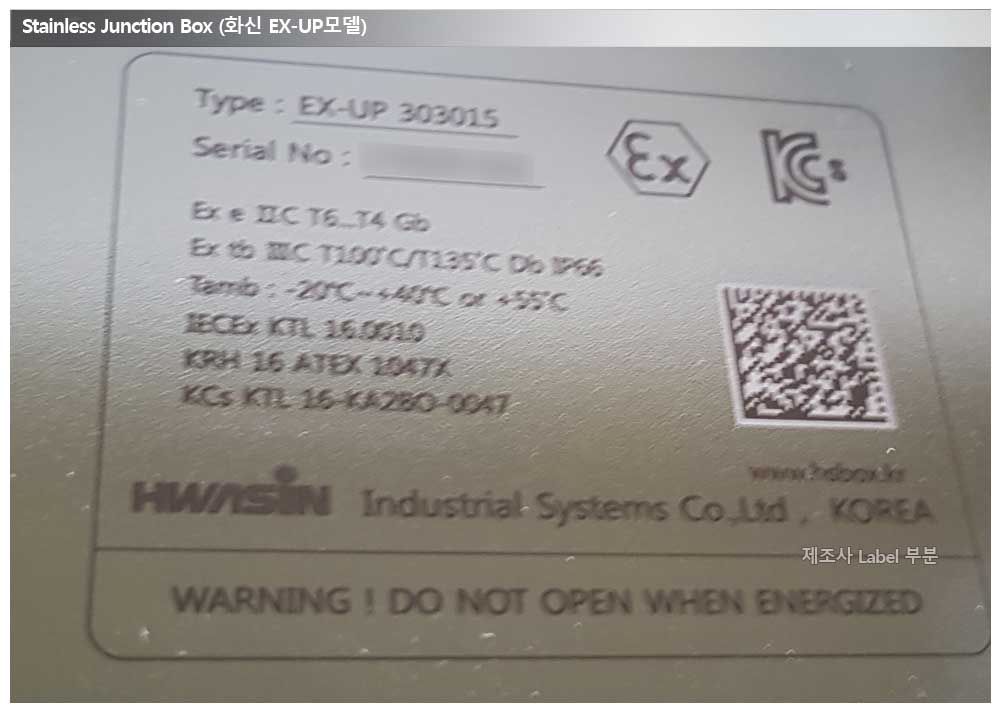 Stainless Junction Box (화신 EX-UP모델)
Type : EX-UP 303015
Serial No :
Ex
KCs
Ex e IIC T6...T4 Gb
Ex tb IIIC T100℃/T135℃ Db IP66
Tamb : -20℃~+40℃ or +55℃
IECEx KTL 16.0010
KRH 16 ATEX 1047X
KCs KTL 16-KA2BO-0047
www.hsbox.kr
HWASIN Industrial Systems Co.,Ltd , KOREA
제조사 Label 부분
WARNING ! DO NOT OPEN WHEN ENERGIZED